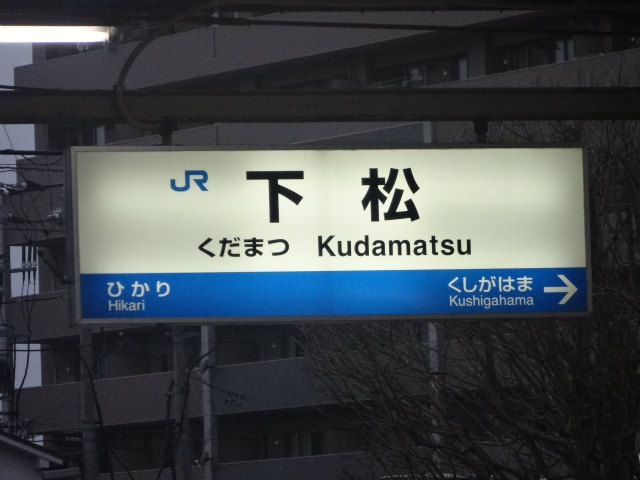 JR 下松
くだまつ Kudamatsu
ひかり くしがはま →
Hikari Kushigahama